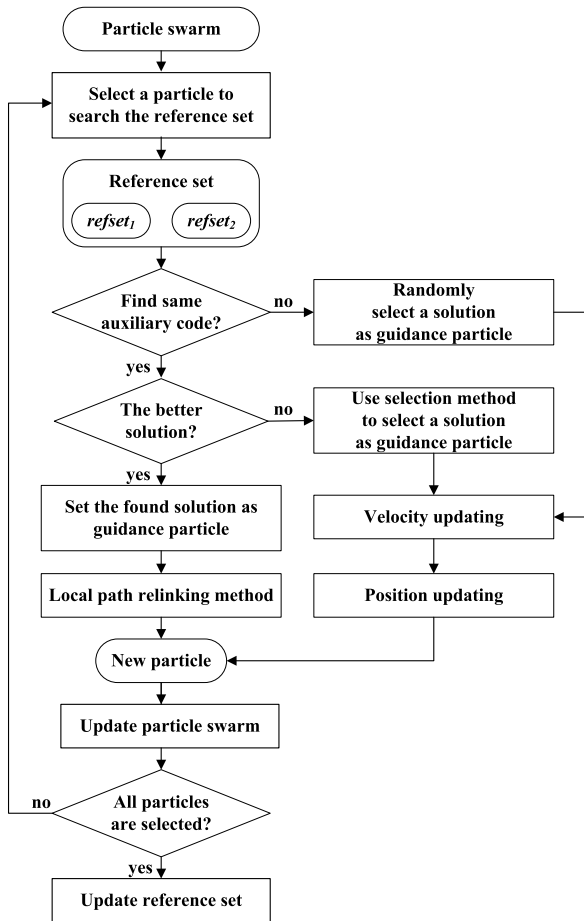 Particle swarm
Select a particle to
search the reference set
Reference set
refset1
refset2
Find same
auxiliary code?
no
Randomly
select a solution
as guidance particle
yes
The better
solution?
no
Use selection method
to select a solution
as guidance particle
yes
Set the found solution as
guidance particle
Velocity updating
Local path relinking method
Position updating
New particle
Update particle swarm
no
All particles
are selected?
yes
Update reference set